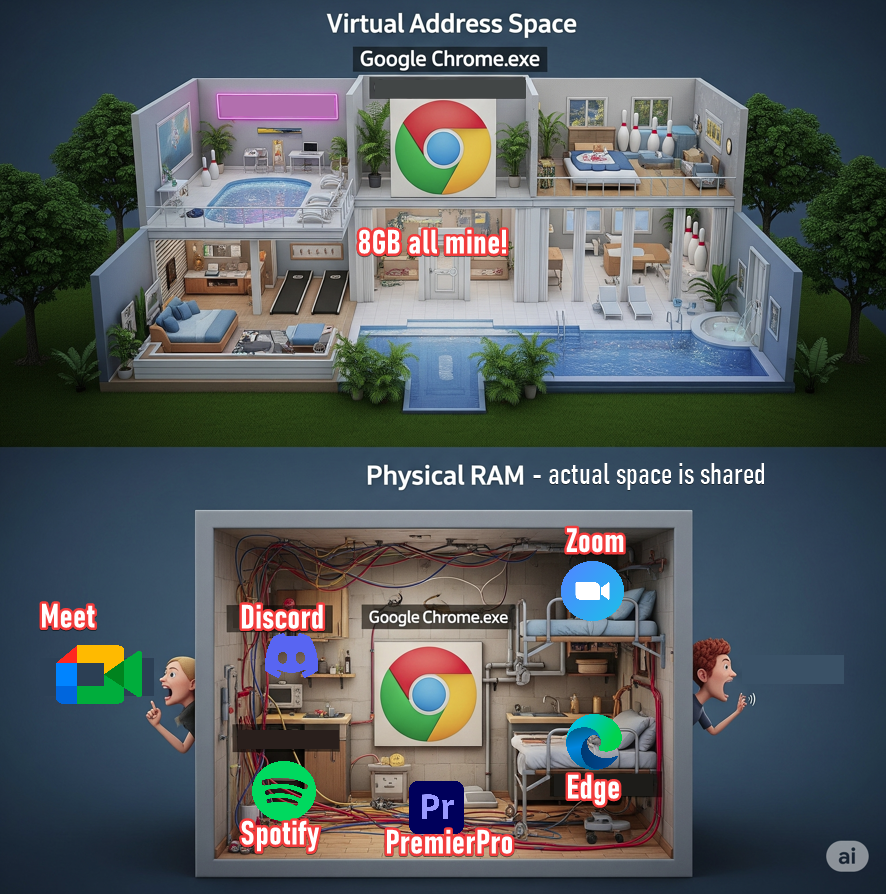 Virtual Address Space
Google Chrome.exe
8GB all mine!
Physical RAM - actual space is shared
Zoom
Meet
Discord
Google Chrome.exe
Edge
Spotify
Pr
PremierPro
ai